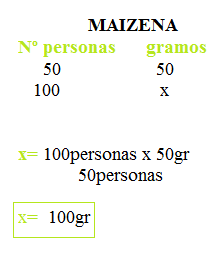 MAIZENA
Nº personas gramos
50 50
100 x
x= 100personas x 50gr
50personas
x= 100gr